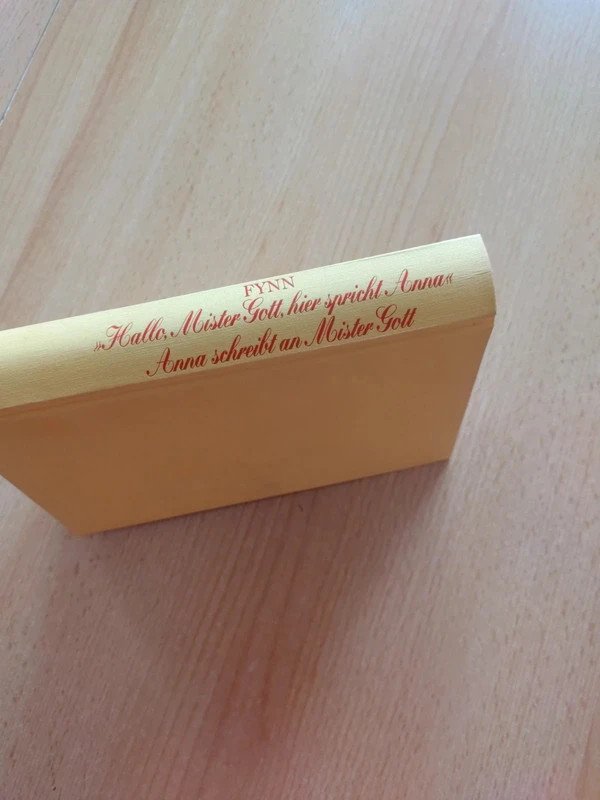 FYNN
»Hallo, Mister Gott, hier spricht Anna«
Anna schreibt an Mister Gott